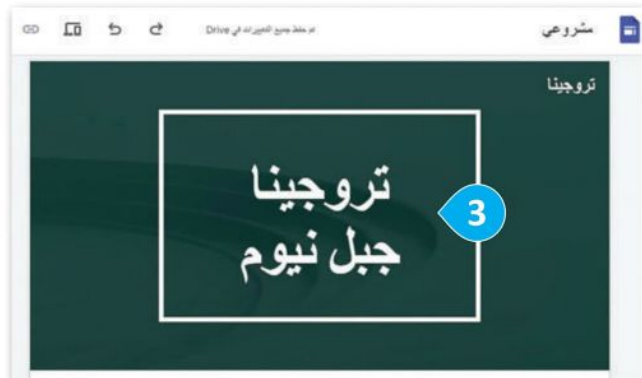 مشروعي
تم حفظ جميع التغييرات في Drive
تروجينا
تروجينا
جبل نيوم
3